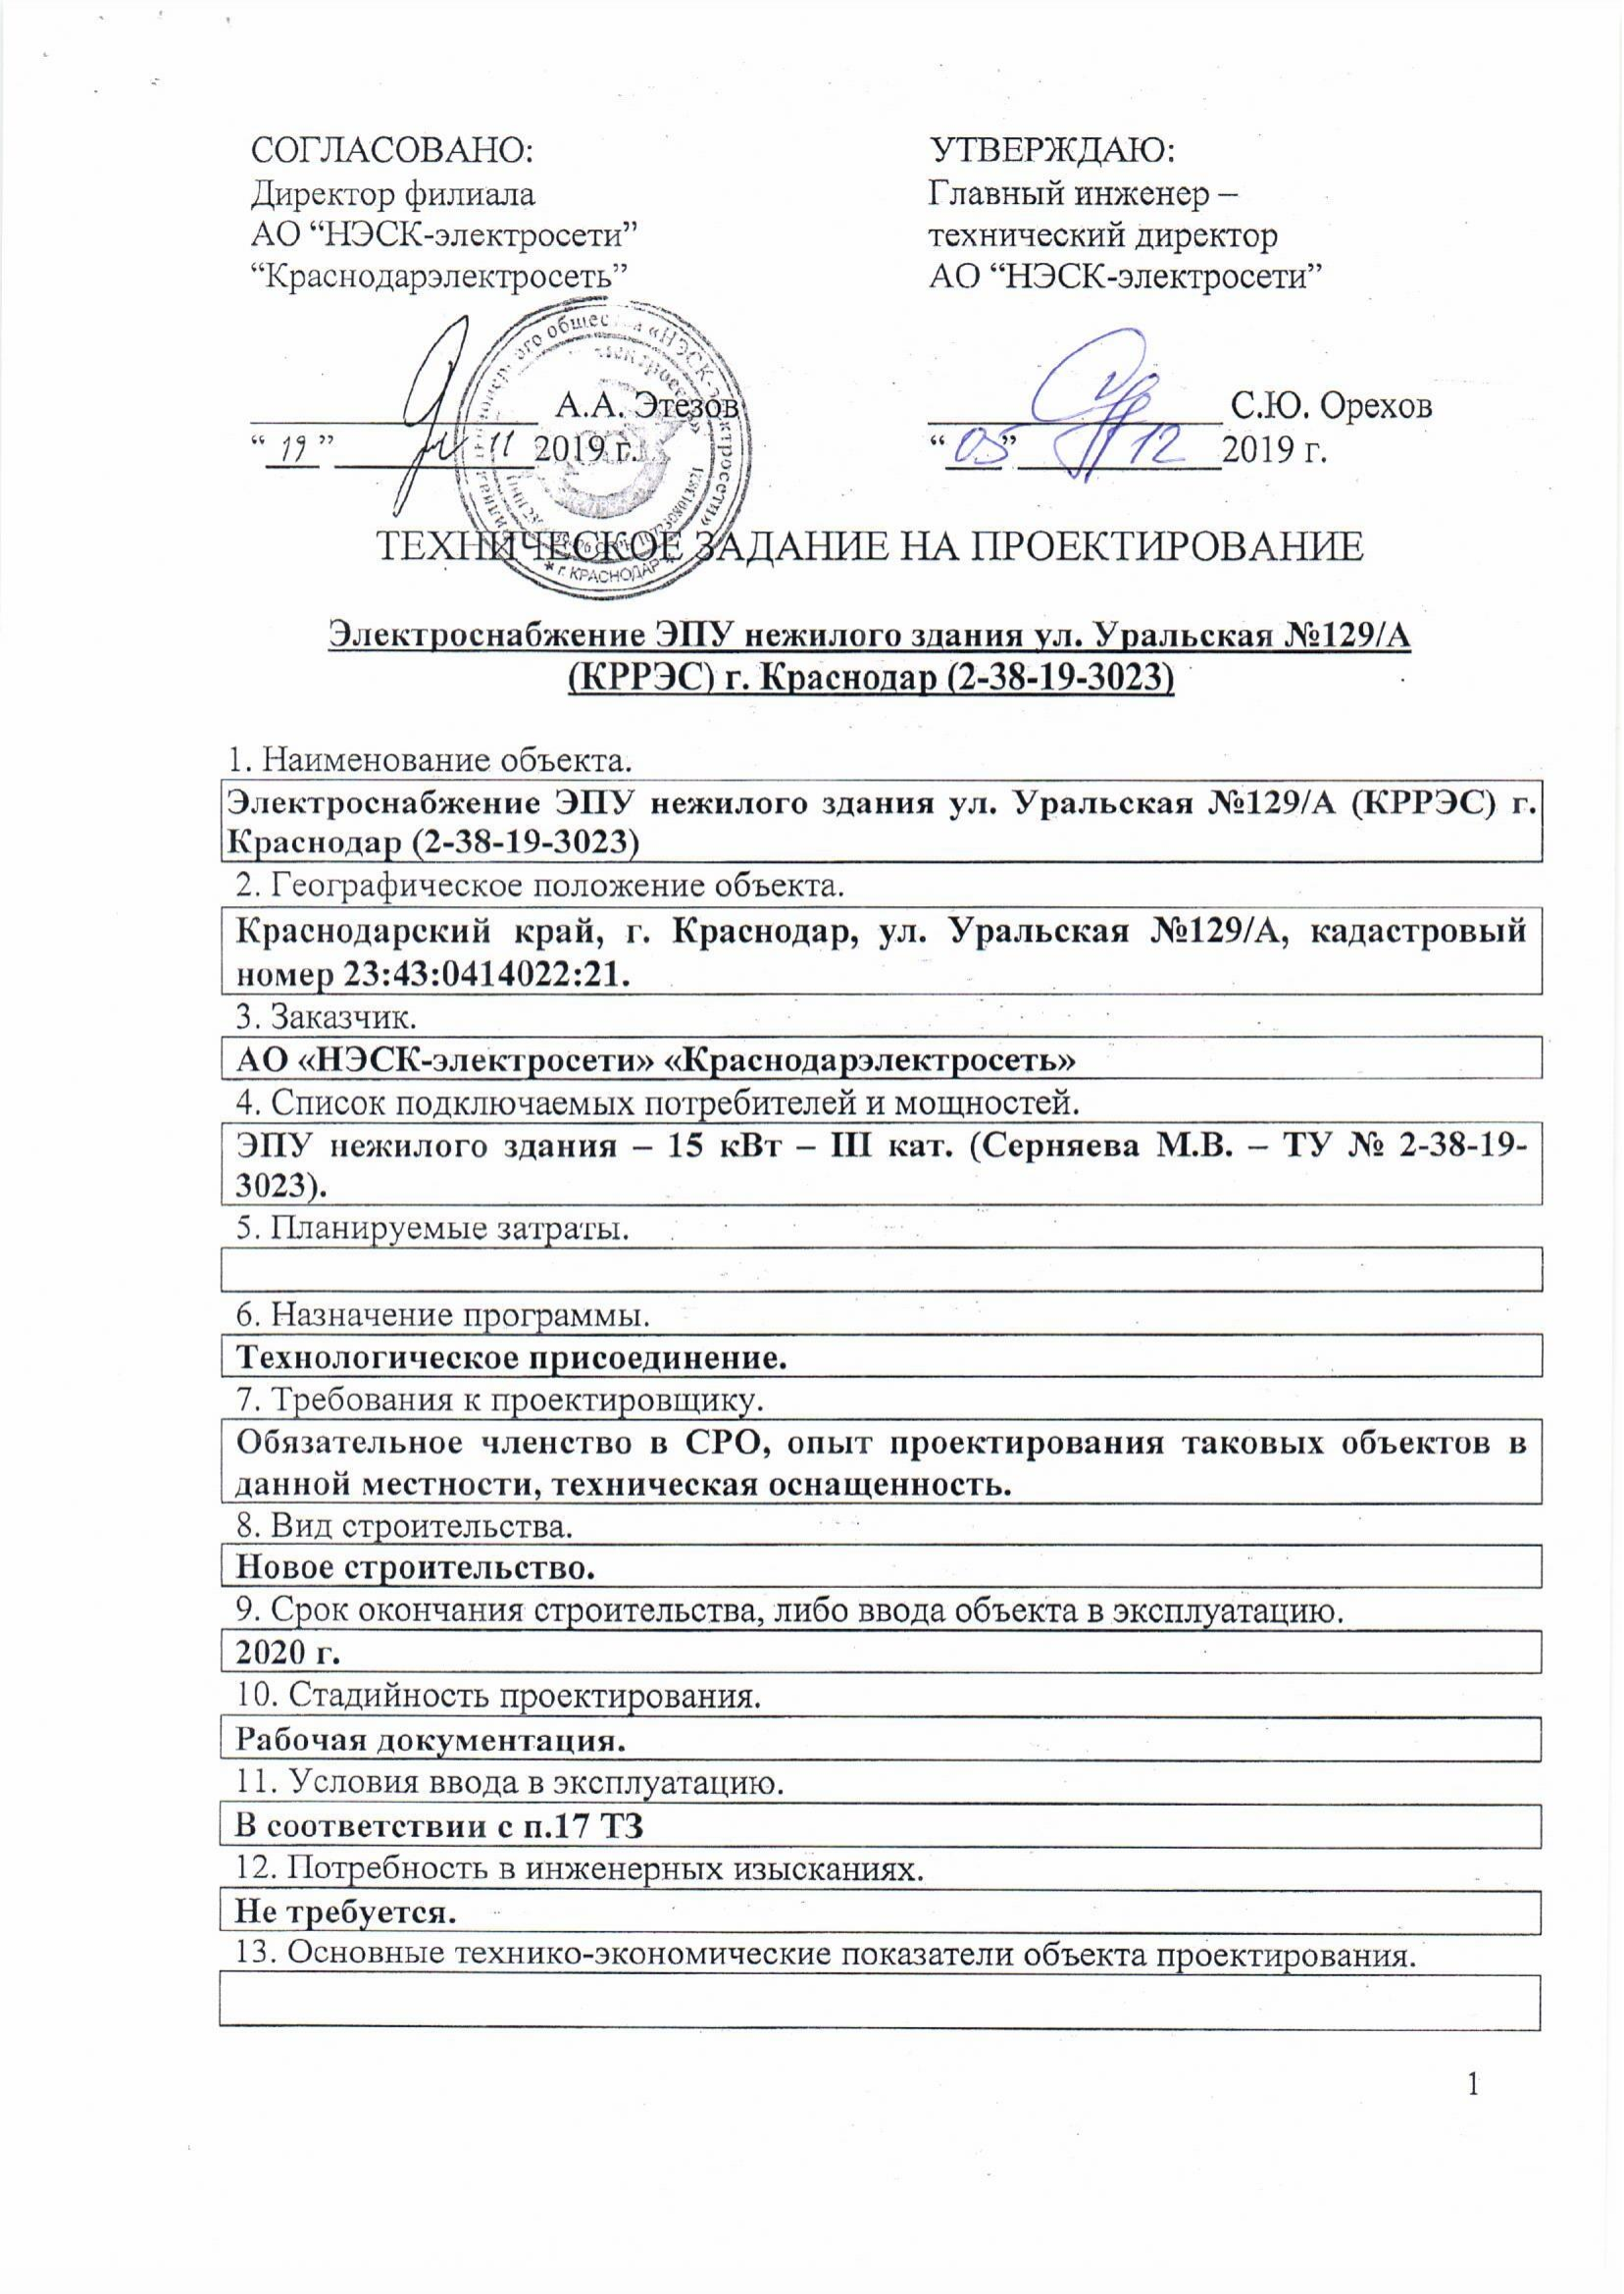 СОГЛАСОВАНО:
Директор филиала
АО “НЭСК-электросети”
“Краснодарэлектросеть”
А.А. Этезов
“ 19 ” 11 2019 г.
УТВЕРЖДАЮ:
Главный инженер –
технический директор
АО “НЭСК-электросети”
С.Ю. Орехов
“ 05 ” 12 2019 г.
«НЭСК-электросети»
* г. КРАСНОДАР *
ТЕХНИЧЕСКОЕ ЗАДАНИЕ НА ПРОЕКТИРОВАНИЕ
Электроснабжение ЭПУ нежилого здания ул. Уральская №129/А
(КРРЭС) г. Краснодар (2-38-19-3023)
1. Наименование объекта.
Электроснабжение ЭПУ нежилого здания ул. Уральская №129/А (КРРЭС) г.
Краснодар (2-38-19-3023)
2. Географическое положение объекта.
Краснодарский край, г. Краснодар, ул. Уральская №129/А, кадастровый
номер 23:43:0414022:21.
3. Заказчик.
АО «НЭСК-электросети» «Краснодарэлектросеть»
4. Список подключаемых потребителей и мощностей.
ЭПУ нежилого здания – 15 кВт – III кат. (Серняева М.В. – ТУ № 2-38-19-
3023).
5. Планируемые затраты.
6. Назначение программы.
Технологическое присоединение.
7. Требования к проектировщику.
Обязательное членство в СРО, опыт проектирования таковых объектов в
данной местности, техническая оснащенность.
8. Вид строительства.
Новое строительство.
9. Срок окончания строительства, либо ввода объекта в эксплуатацию.
2020 г.
10. Стадийность проектирования.
Рабочая документация.
11. Условия ввода в эксплуатацию.
В соответствии с п.17 ТЗ
12. Потребность в инженерных изысканиях.
Не требуется.
13. Основные технико-экономические показатели объекта проектирования.
1